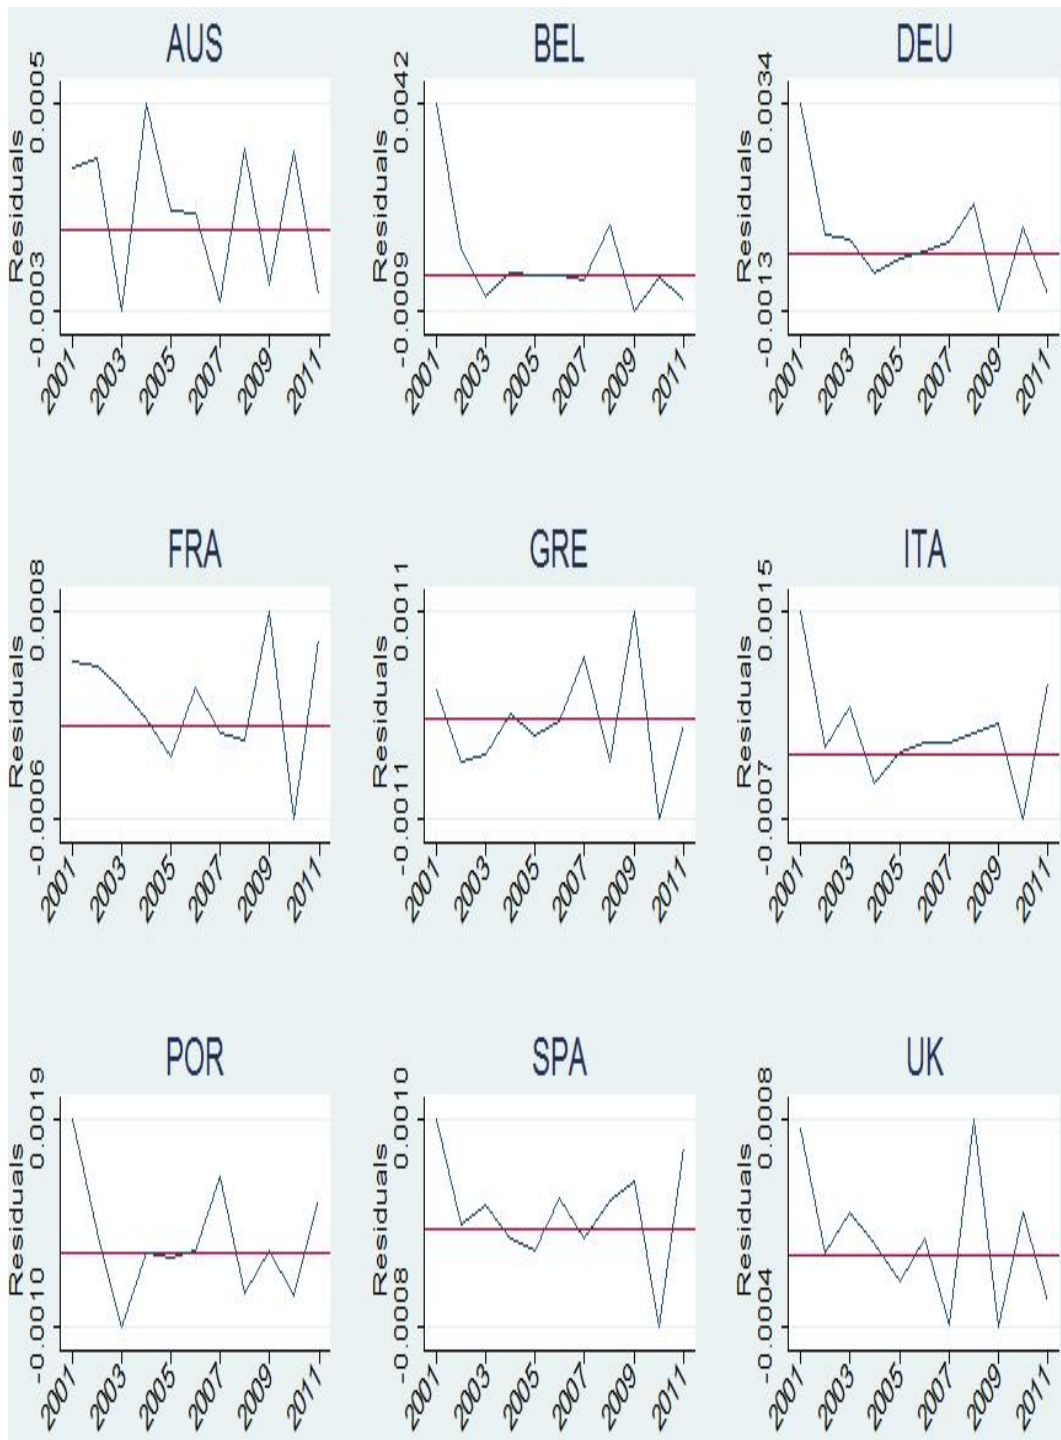 AUS
Residuals
-0.0003 0.0005
2001 2003 2005 2007 2009 2011
BEL
Residuals
-0.0009 0.0042
2001 2003 2005 2007 2009 2011
DEU
Residuals
-0.0013 0.0034
2001 2003 2005 2007 2009 2011
FRA
Residuals
-0.0006 0.0008
2001 2003 2005 2007 2009 2011
GRE
Residuals
-0.0011 0.0011
2001 2003 2005 2007 2009 2011
ITA
Residuals
-0.0007 0.0015
2001 2003 2005 2007 2009 2011
POR
Residuals
-0.0010 0.0019
2001 2003 2005 2007 2009 2011
SPA
Residuals
-0.0008 0.0010
2001 2003 2005 2007 2009 2011
UK
Residuals
-0.0004 0.0008
2001 2003 2005 2007 2009 2011